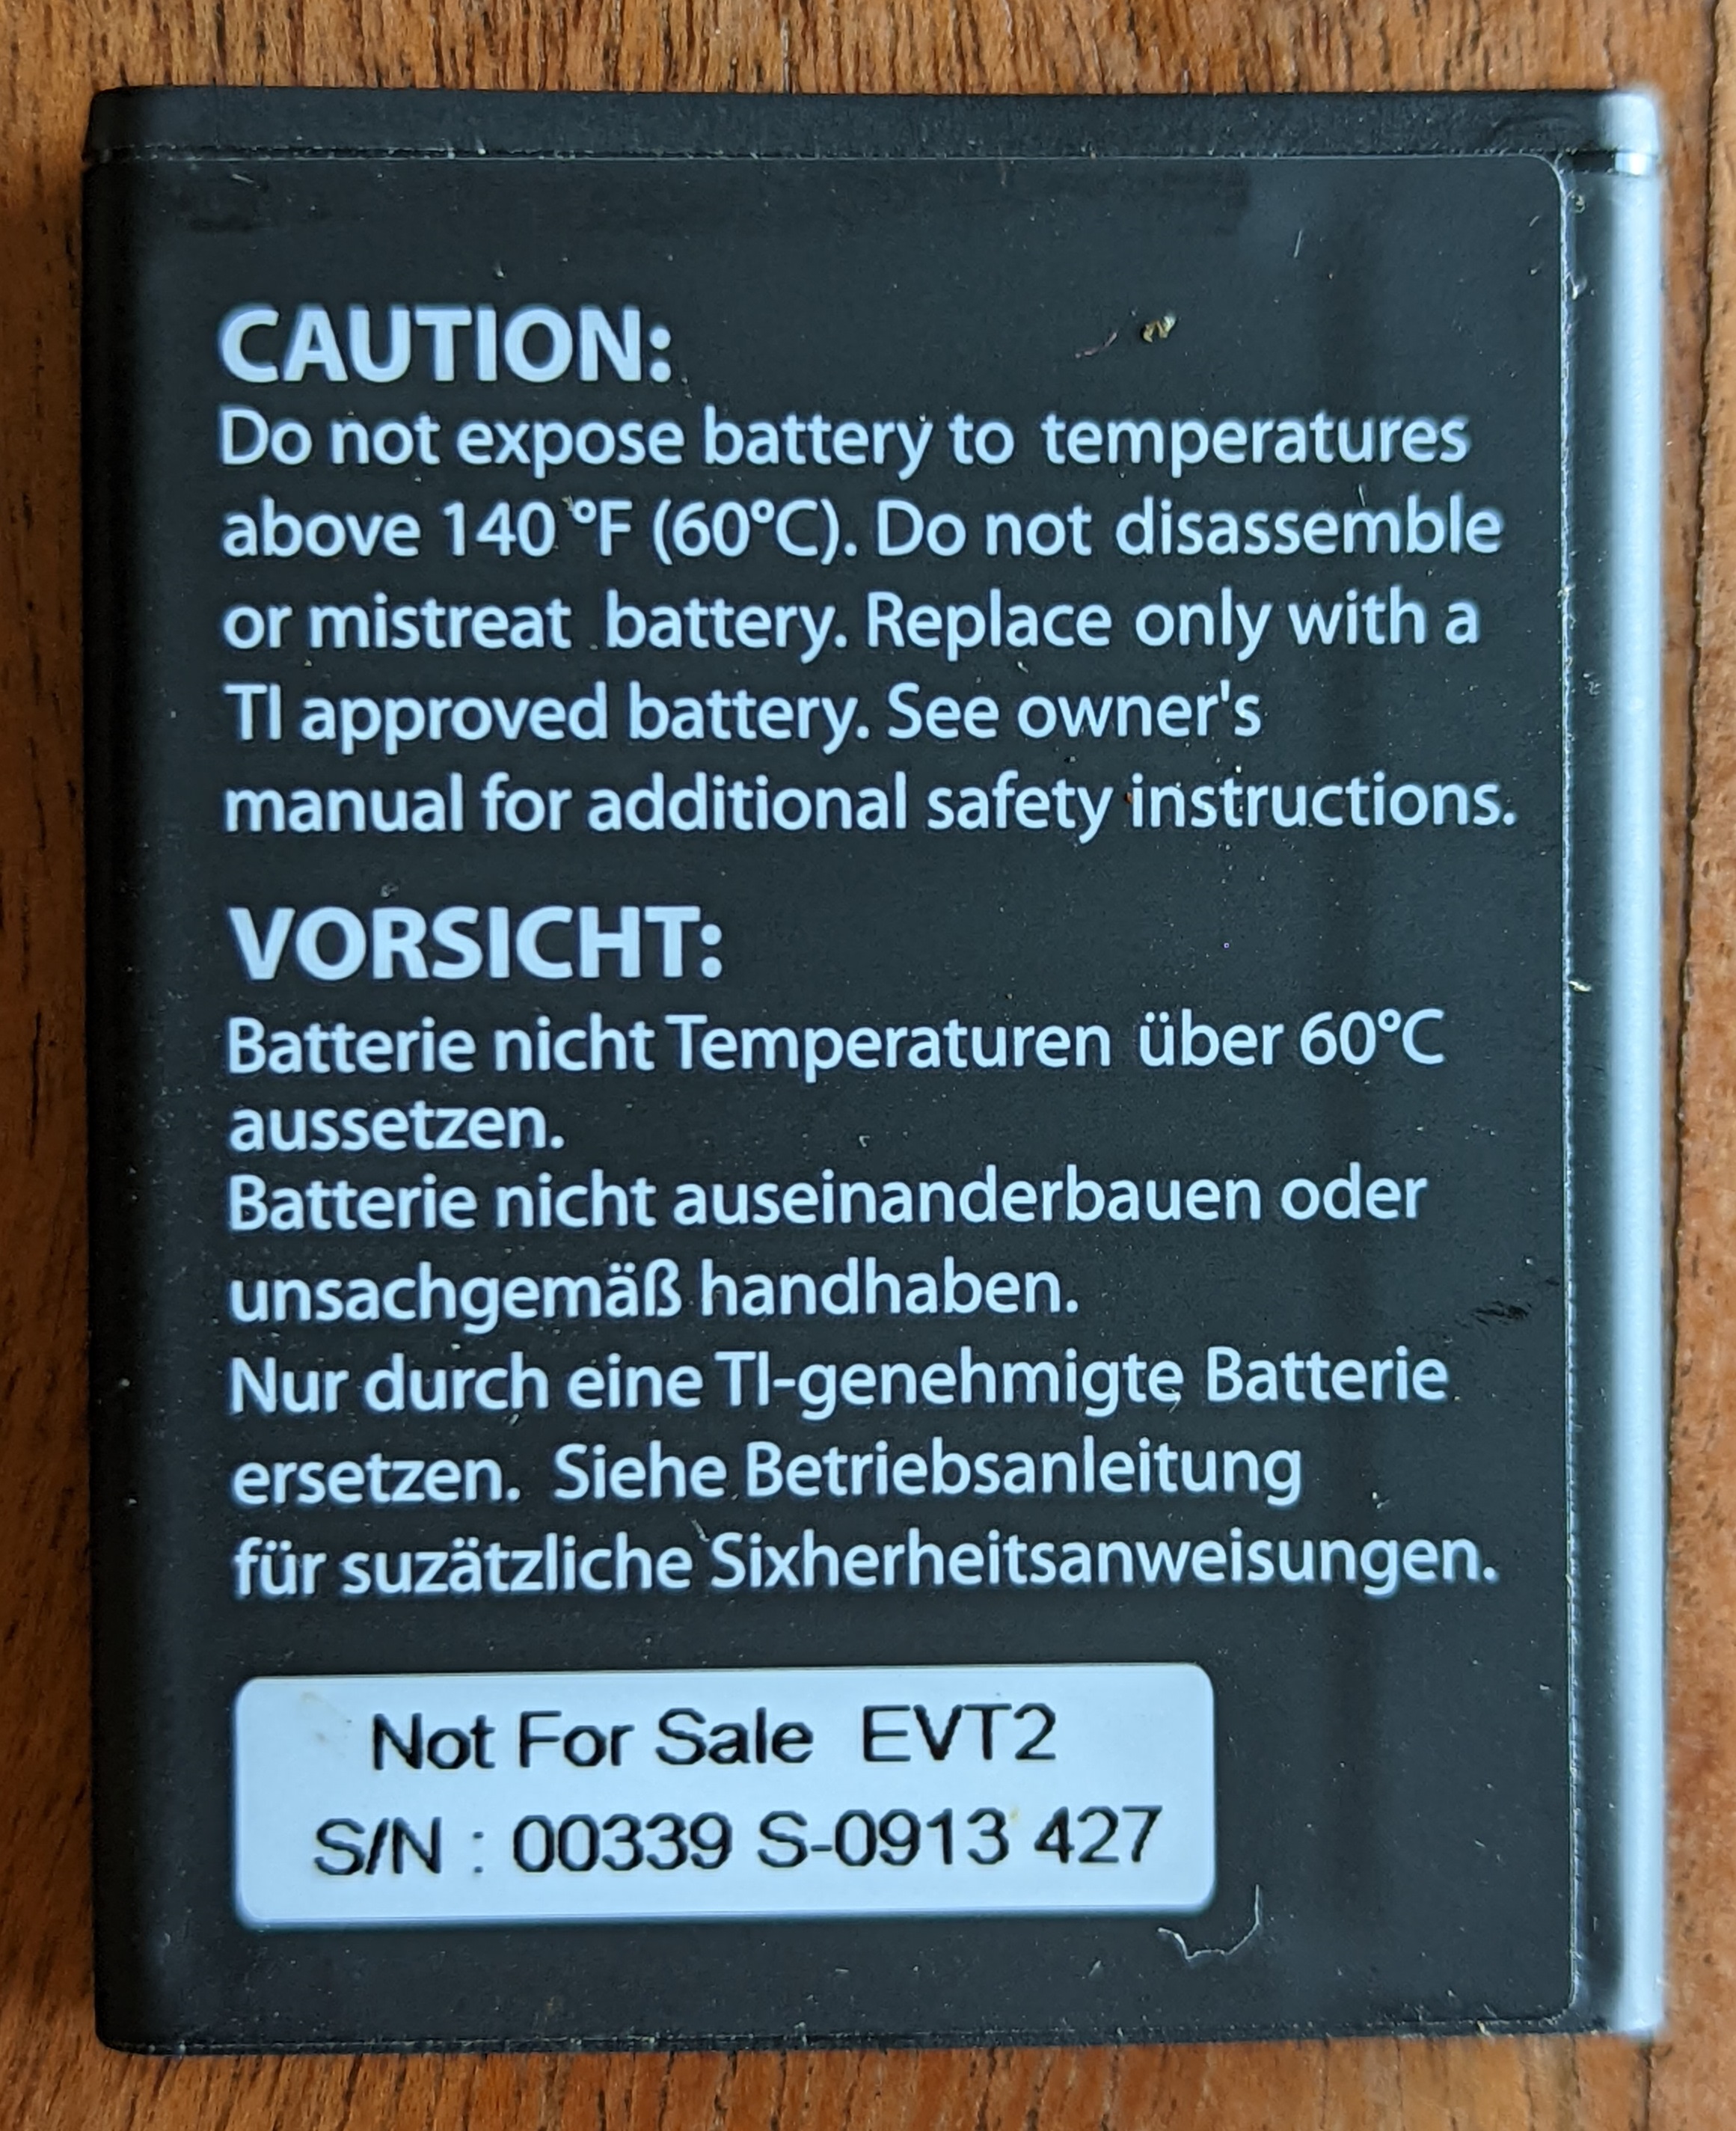 CAUTION:
Do not expose battery to temperatures
above 140 °F (60°C). Do not disassemble
or mistreat battery. Replace only with a
TI approved battery. See owner's
manual for additional safety instructions.
VORSICHT:
Batterie nicht Temperaturen über 60°C
aussetzen.
Batterie nicht auseinanderbauen oder
unsachgemäß handhaben.
Nur durch eine TI-genehmigte Batterie
ersetzen. Siehe Betriebsanleitung
für suzätzliche Sixherheitsanweisungen.
Not For Sale EVT2
S/N : 00339 S-0913 427